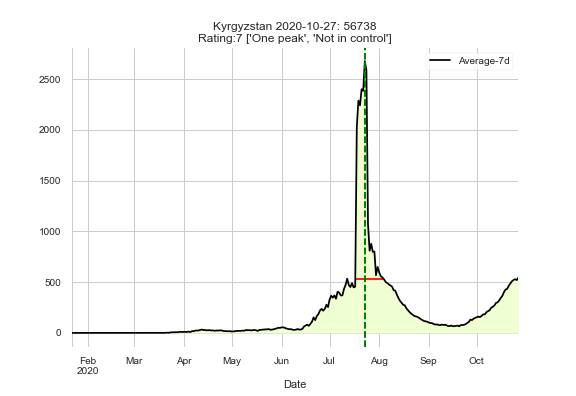 Kyrgyzstan 2020-10-27: 56738
Rating:7 ['One peak', 'Not in control']
Average-7d
2500
2000
1500
1000
500
0
Feb Mar Apr May Jun Jul Aug Sep Oct
2020
Date